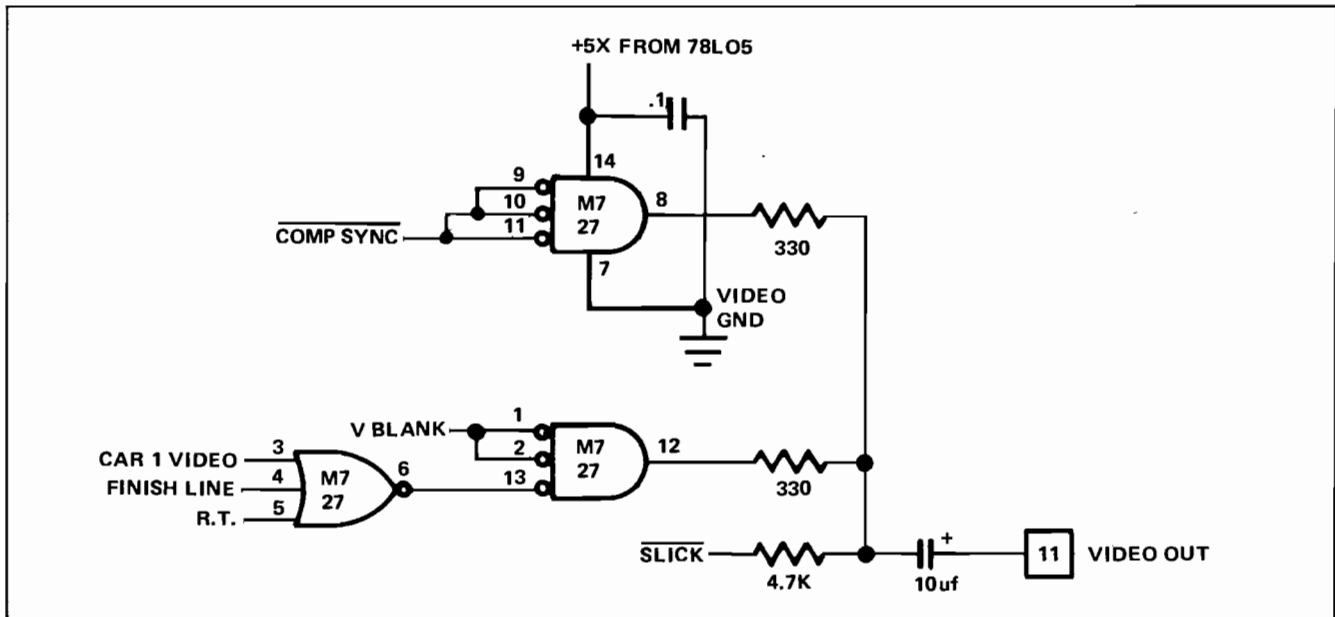 +5X FROM 78LO5
.1
14
9
10
11
M7
27
8
COMP SYNC
330
7
VIDEO
GND
V BLANK
1
2
13
M7
27
12
330
CAR 1 VIDEO
FINISH LINE
R.T.
3
4
5
M7
27
6
SLICK
4.7K
+
10uf
11
VIDEO OUT